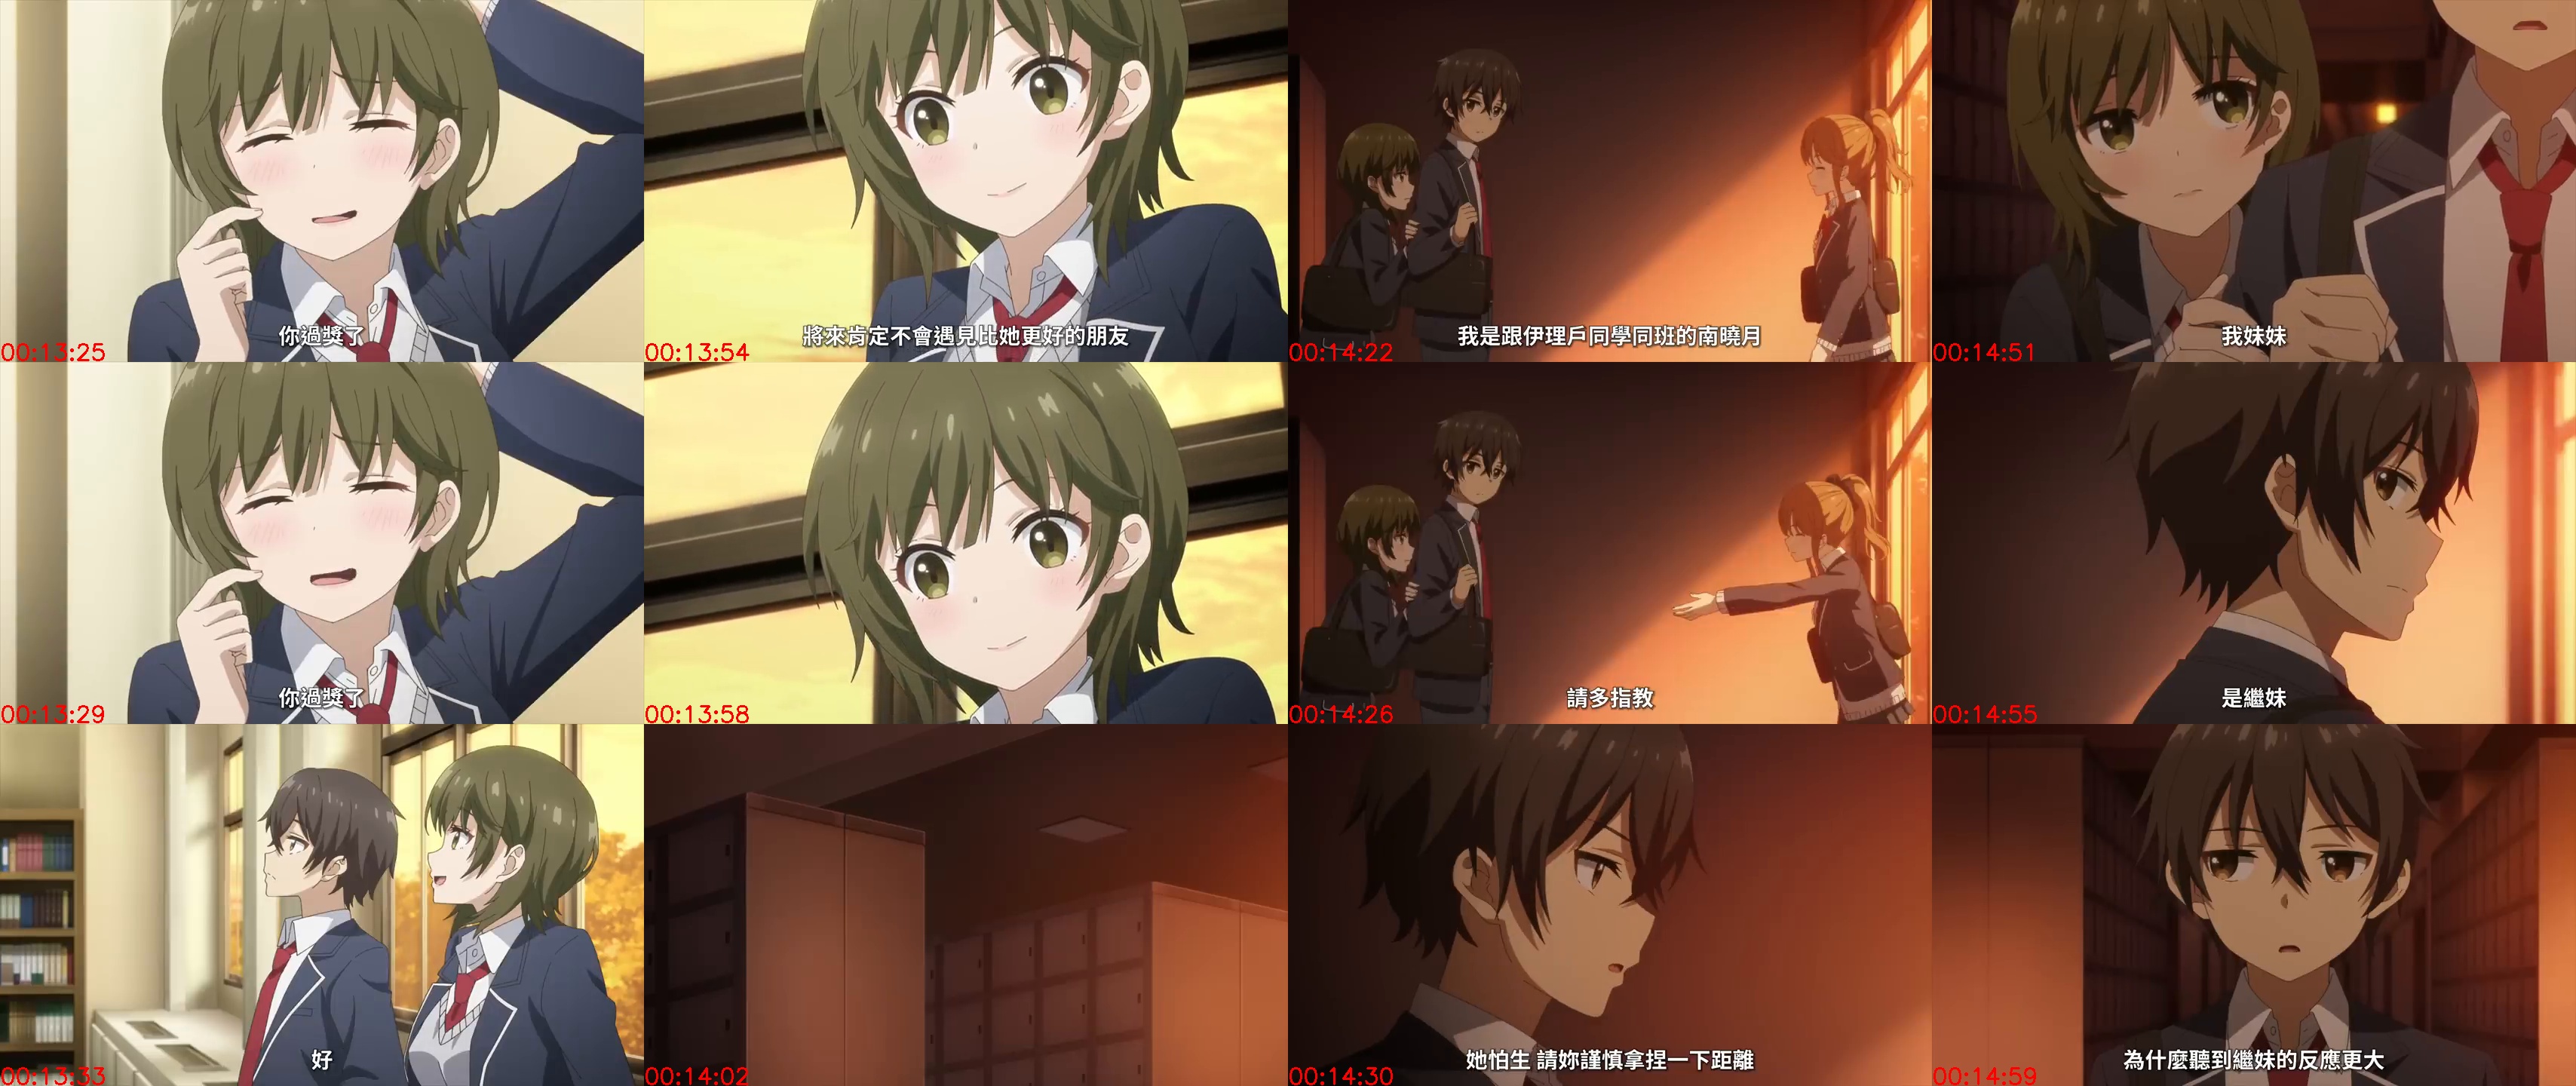 你過獎了
00:13:25
將來肯定不會遇見比她更好的朋友
00:13:54
我是跟伊理戶同學同班的南曉月
00:14:22
我妹妹
00:14:51
你過獎了
00:13:29
00:13:58
請多指教
00:14:26
是繼妹
00:14:55
好
00:13:33
00:14:02
她怕生 請妳謹慎拿捏一下距離
00:14:30
為什麼聽到繼妹的反應更大
00:14:59